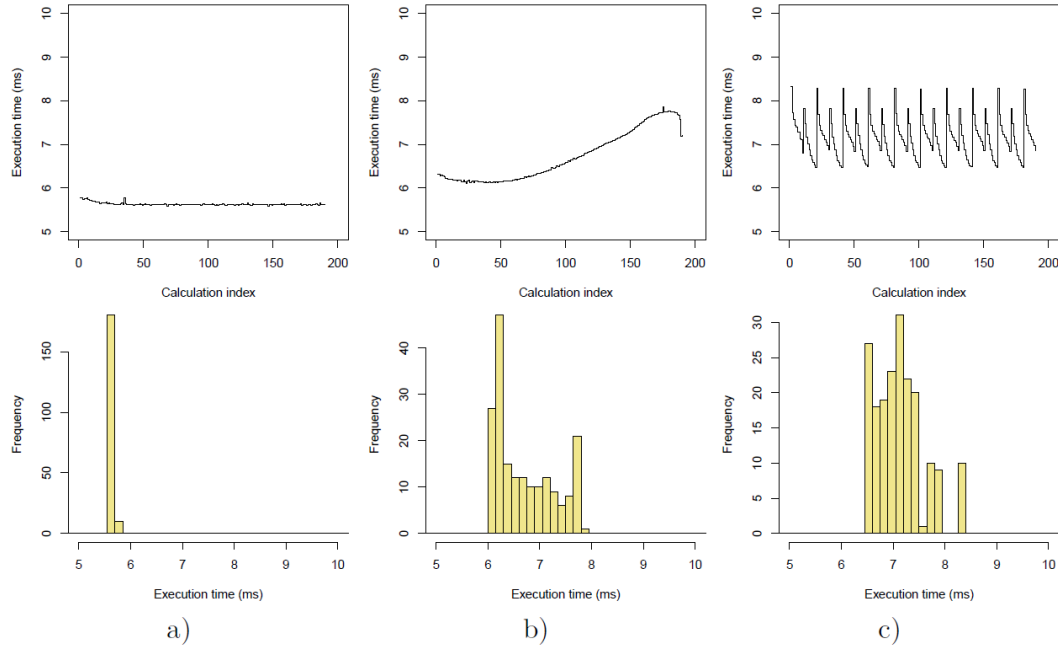 Execution time (ms)
5 6 7 8 9 10
0 50 100 150 200
Calculation index
Execution time (ms)
5 6 7 8 9 10
0 50 100 150 200
Calculation index
Execution time (ms)
5 6 7 8 9 10
0 50 100 150 200
Calculation index
Frequency
0 50 100 150
5 6 7 8 9 10
Execution time (ms)
Frequency
0 10 20 30 40
5 6 7 8 9 10
Execution time (ms)
Frequency
0 5 10 15 20 25 30
5 6 7 8 9 10
Execution time (ms)
a)
b)
c)